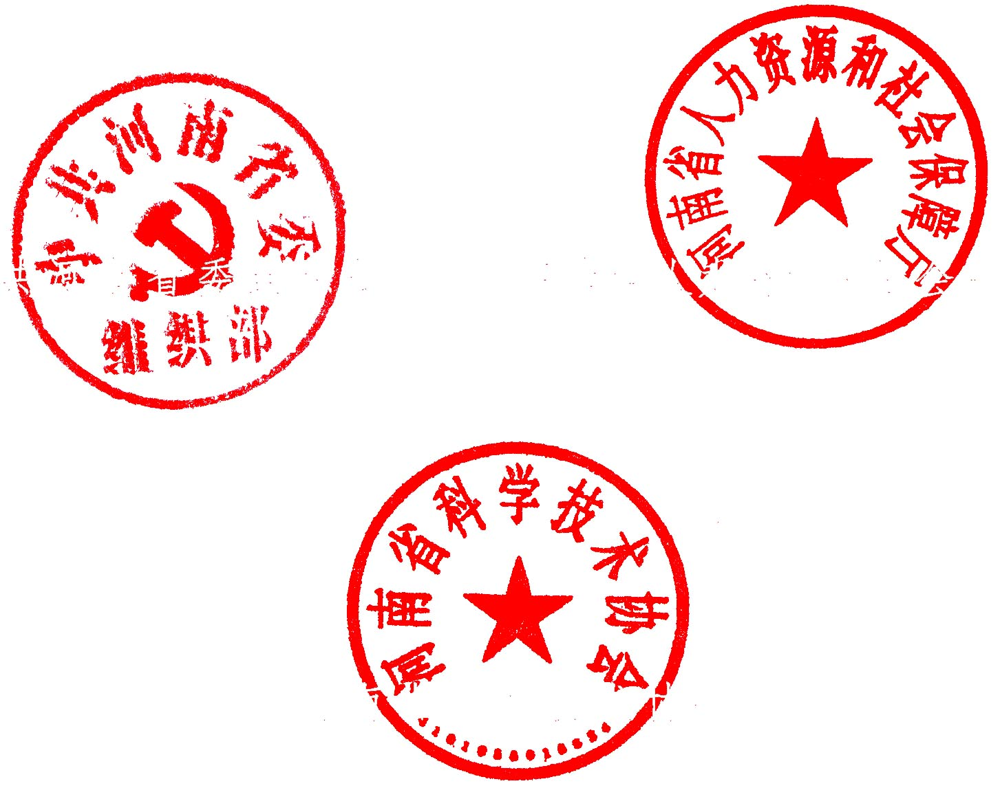 中共河南省委
组织部
河南省人力资源和社会保障厅
河南省科学技术协会